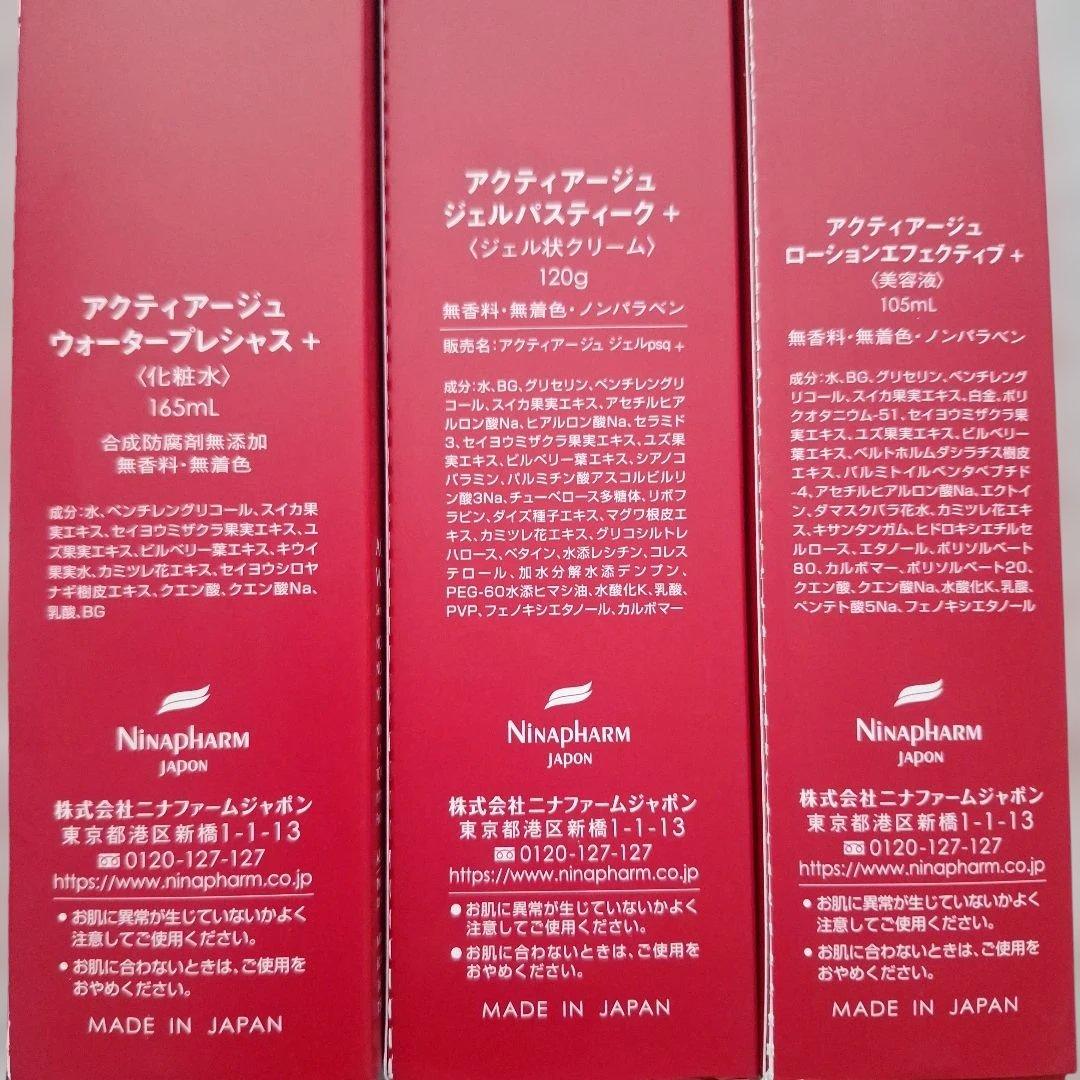 アクティアージュ
ウォータープレシャス +
〈化粧水〉
165mL
合成防腐剤無添加
無香料・無着色
成分:水、ペンチレングリコール、スイカ果
実エキス、セイヨウミザクラ果実エキス、ユ
ズ果実エキス、ビルベリー葉エキス、キウイ
果実水、カミツレ花エキス、セイヨウシロヤ
ナギ樹皮エキス、クエン酸、クエン酸Na、
乳酸、BG
NINAPHARM
JAPON
株式会社ニナファームジャポン
東京都港区新橋1-1-13
0120-127-127
https://www.ninapharm.co.jp
●お肌に異常が生じていないかよく
注意してご使用ください。
●お肌に合わないときは、ご使用を
おやめください。
MADE IN JAPAN
アクティアージュ
ジェルパスティーク +
〈ジェル状クリーム〉
120g
無香料・無着色・ノンパラベン
販売名:アクティアージュ ジェルpsq +
成分:水、BG、グリセリン、ペンチレングリ
コール、スイカ果実エキス、アセチルヒア
ルロン酸Na、ヒアルロン酸Na、セラミド
3、セイヨウミザクラ果実エキス、ユズ果
実エキス、ビルベリー葉エキス、シアノコ
バラミン、パルミチン酸アスコルビルリ
ン酸3Na、チューベロース多糖体、リボフ
ラビン、ダイズ種子エキス、マグワ根皮エ
キス、カミツレ花エキス、グリコシルトレ
ハロース、ベタイン、水添レシチン、コレス
テロール、加水分解水添デンプン、
PEG-60水添ヒマシ油、水酸化K、乳酸、
PVP、フェノキシエタノール、カルボマー
NINAPHARM
JAPON
株式会社ニナファームジャポン
東京都港区新橋1-1-13
0120-127-127
https://www.ninapharm.co.jp
●お肌に異常が生じていないかよく
注意してご使用ください。
●お肌に合わないときは、ご使用を
おやめください。
MADE IN JAPAN
アクティアージュ
ローションエフェクティブ +
〈美容液〉
105mL
無香料・無着色・ノンパラベン
成分:水、BG、グリセリン、ペンチレング
リコール、スイカ果実エキス、白金、ポリ
クオタニウム-51、セイヨウミザクラ果
実エキス、ユズ果実エキス、ビルベリー
葉エキス、ベルトホルムダシラチス樹皮
エキス、パルミトイルペンタペプチド
-4、アセチルヒアルロン酸Na、エクトイ
ン、ダマスクバラ花水、カミツレ花エキ
ス、キサンタンガム、ヒドロキシエチルセ
ルロース、エタノール、ポリソルベート
80、カルボマー、ポリソルベート20、
クエン酸、クエン酸Na、水酸化K、乳酸、
ペンテト酸5Na、フェノキシエタノール
NINAPHARM
JAPON
株式会社ニナファームジャポン
東京都港区新橋1-1-13
0120-127-127
https://www.ninapharm.co.jp
●お肌に異常が生じていないかよく
注意してご使用ください。
●お肌に合わないときは、ご使用を
おやめください。
MADE IN JAPAN